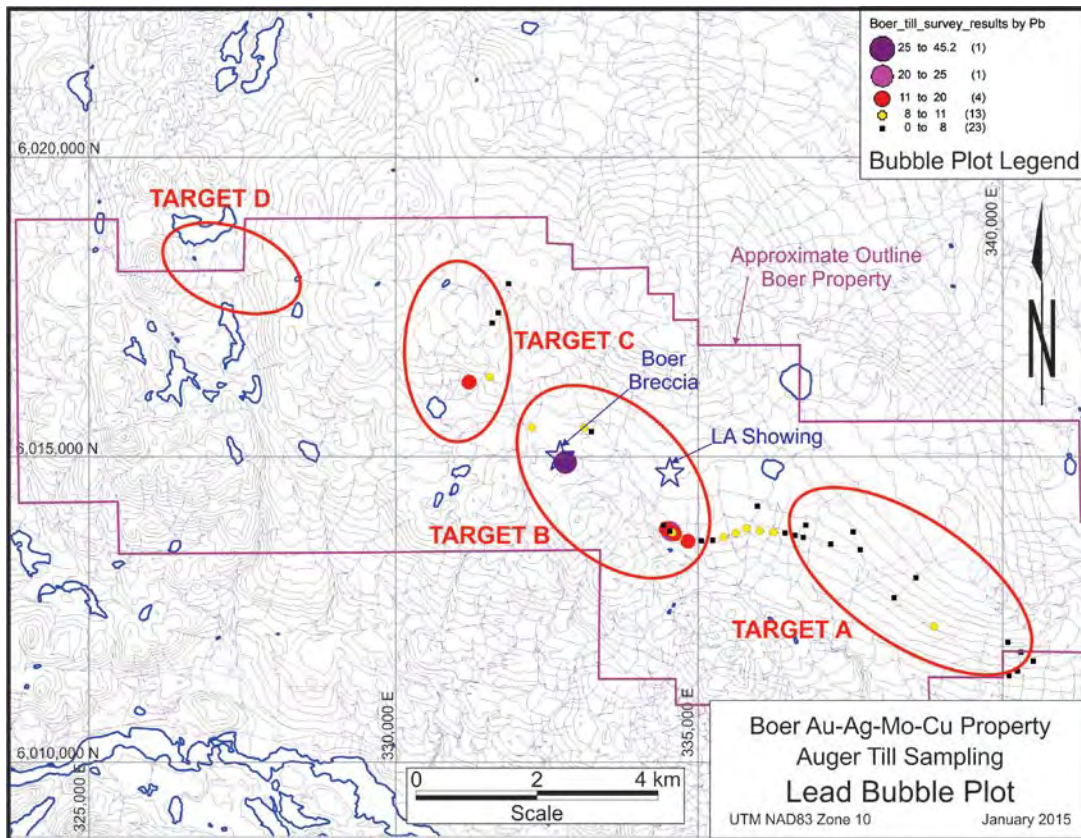 Boer_till_survey_results by Pb
25 to 45.2 (1)
20 to 25 (1)
11 to 20 (4)
8 to 11 (13)
0 to 8 (23)
Bubble Plot Legend
6,020,000 N
TARGET D
340,000 E
Approximate Outline
Boer Property
TARGET C
Boer
Breccia
6,015,000 N
LA Showing
TARGET B
TARGET A
N
6,010,000 N
325,000 E
330,000 E
335,000 E
0 2 4 km
Scale
Boer Au-Ag-Mo-Cu Property
Auger Till Sampling
Lead Bubble Plot
UTM NAD83 Zone 10 January 2015